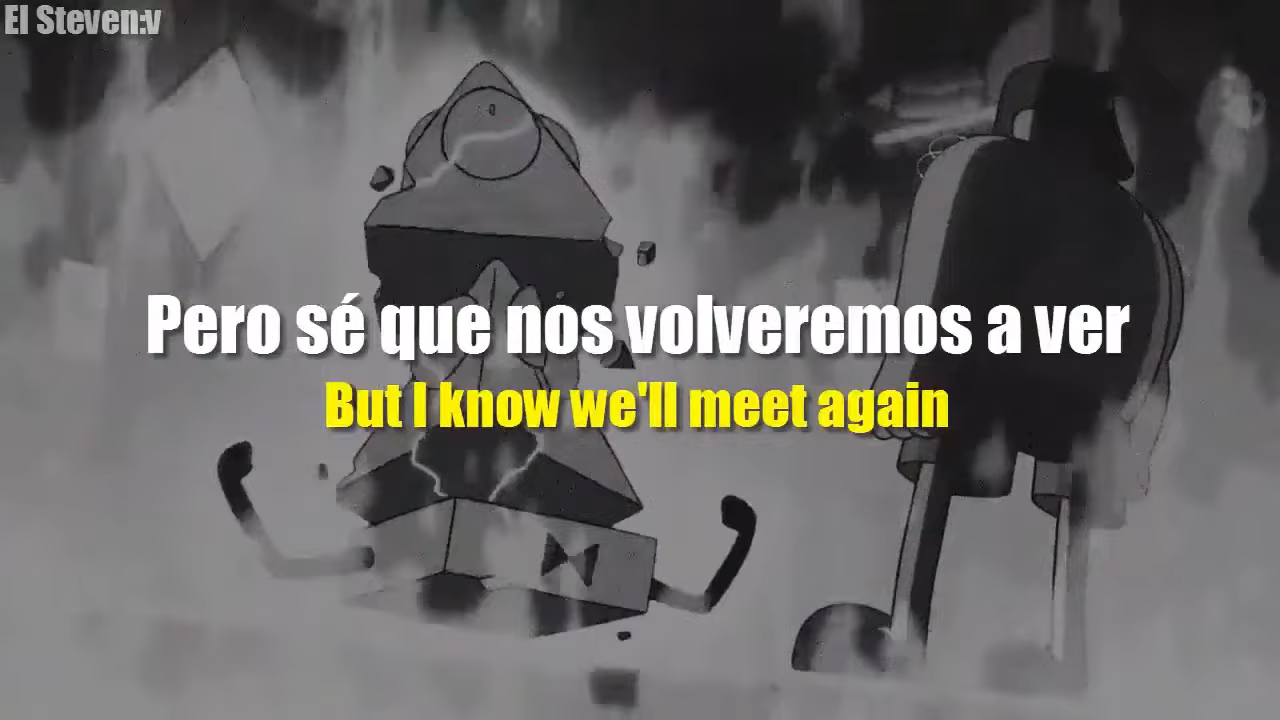 El Steven:v
Pero sé que nos volveremos a ver
But I know we'll meet again